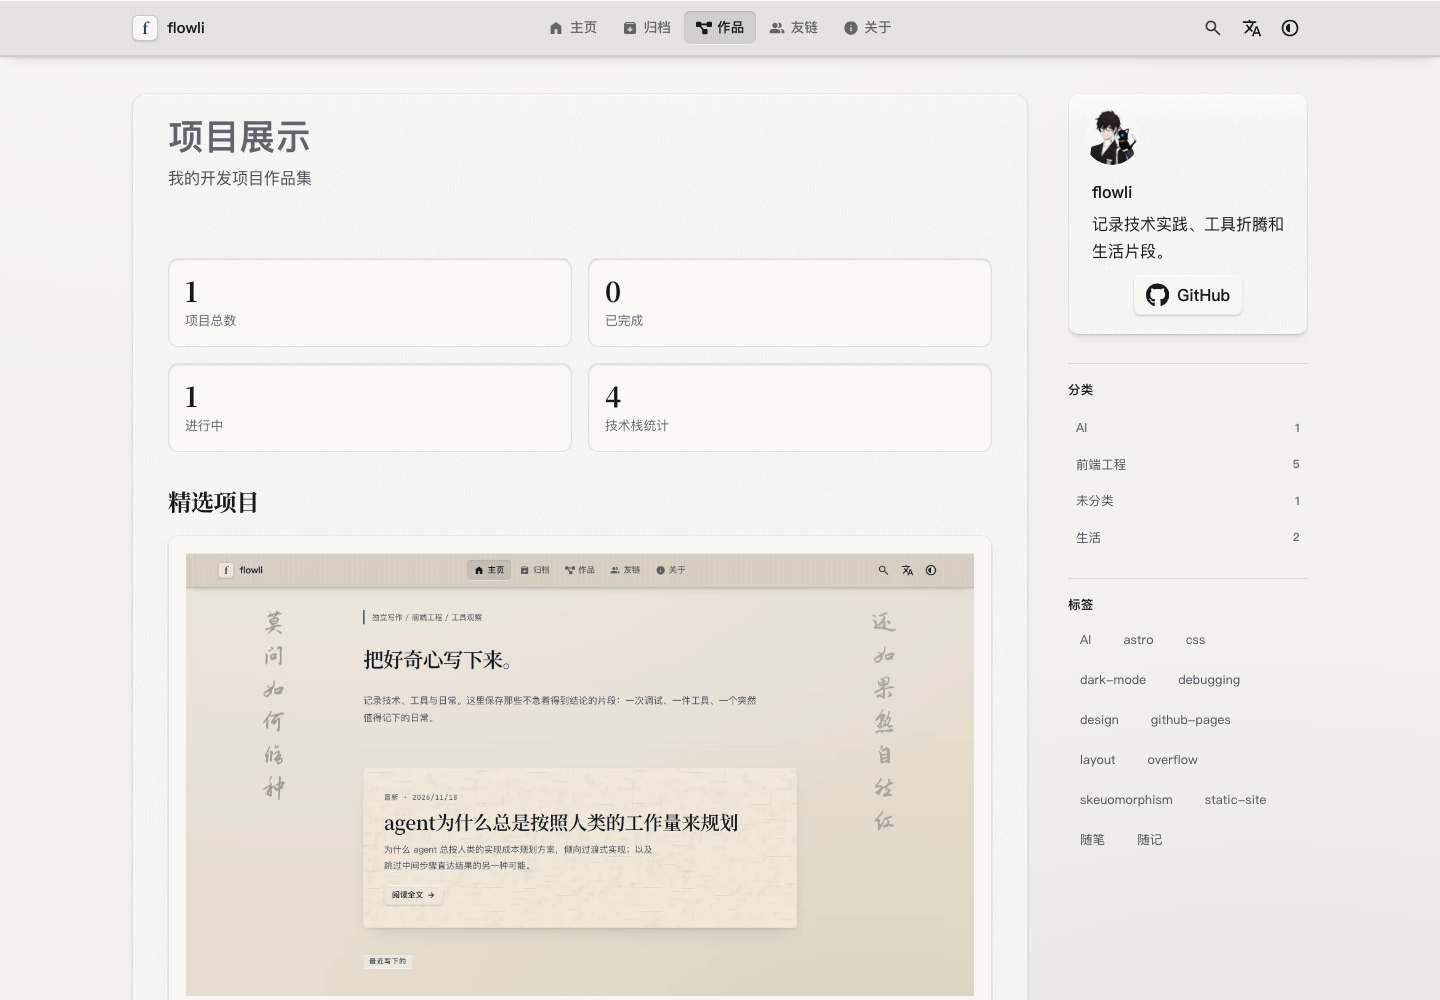 f flowli 主页 归档 作品 友链 关于
项目展示
我的开发项目作品集
1
项目总数
0
已完成
1
进行中
4
技术栈统计
精选项目
f flowli 主页 归档 作品 友链 关于
独立写作 / 前端工程 / 工具观察
把好奇心写下来。
记录技术、工具与日常。这里保存那些不急着得到结论的片段：一次调试、一件工具、一个突然
值得记下的日常。
莫
问
如
何
修
种
还
如
果
然
自
红
最新 · 2026/11/18
agent为什么总是按照人类的工作量来规划
为什么 agent 总按人类的实现成本规划方案，倾向过渡式实现；以及
跳过中间步骤直达结果的另一种可能。
阅读全文 →
最近写下的
flowli
记录技术实践、工具折腾和
生活片段。
GitHub
分类
AI 1
前端工程 5
未分类 1
生活 2
标签
AI astro css
dark-mode debugging
design github-pages
layout overflow
skeuomorphism static-site
随笔 随记